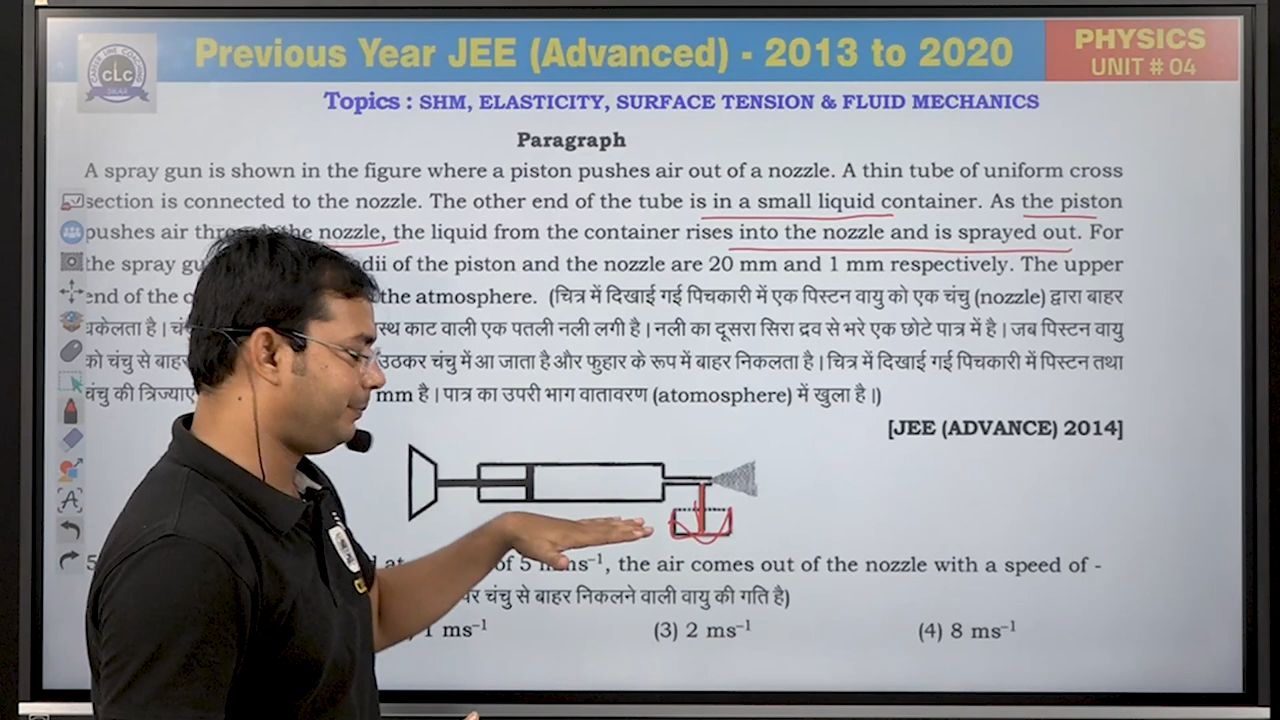 Previous Year JEE (Advanced) - 2013 to 2020
PHYSICS
UNIT # 04
CLC
Topics : SHM, ELASTICITY, SURFACE TENSION & FLUID MECHANICS
Paragraph
A spray gun is shown in the figure where a piston pushes air out of a nozzle. A thin tube of uniform cross
section is connected to the nozzle. The other end of the tube is in a small liquid container. As the piston
pushes air the nozzle, the liquid from the container rises into the nozzle and is sprayed out. For
the spray of the piston and the nozzle are 20 mm and 1 mm respectively. The upper
end of the the atmosphere. (चित्र में दिखाई गई पिचकारी में एक पिस्टन वायु को एक चंचु (nozzle) द्वारा बाहर
धकेलता है। काट वाली एक पतली नली लगी है। नली का दूसरा सिरा द्रव से भरे एक छोटे पात्र में है। जब पिस्टन वायु
को चंचु से उठकर चंचु में आ जाता है और फुहार के रूप में बाहर निकलता है। चित्र में दिखाई गई पिचकारी में पिस्टन तथा
चंचु की mm है। पात्र का उपरी भाग वातावरण (atomosphere) में खुला है।)
[JEE (ADVANCE) 2014]
of 5 the air comes out of the nozzle with a speed of -
पर चंचु से बाहर निकलने वाली वायु की गति है)
1 ms⁻¹ (3) 2 ms⁻¹ (4) 8 ms⁻¹